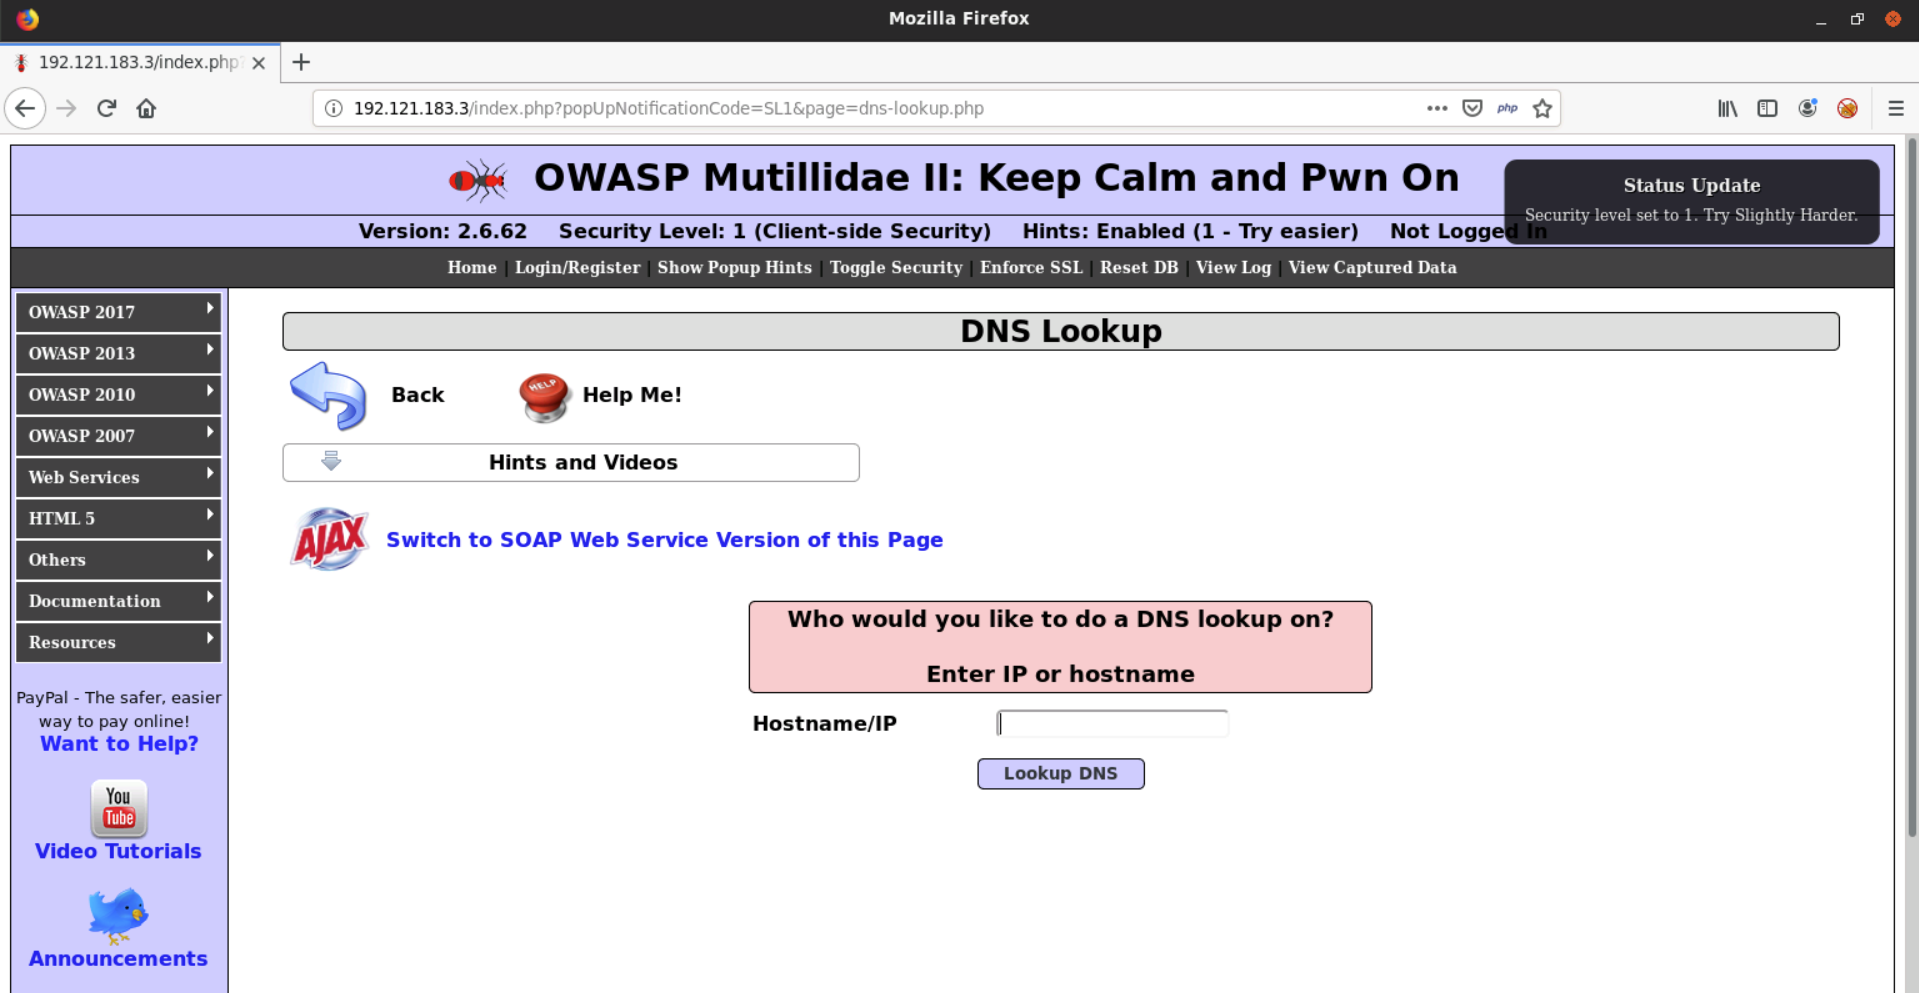 Mozilla Firefox
192.121.183.3/index.php?
192.121.183.3/index.php?popUpNotificationCode=SL1&page=dns-lookup.php
php
OWASP Mutillidae II: Keep Calm and Pwn On
Status Update
Security level set to 1. Try Slightly Harder.
Version: 2.6.62 Security Level: 1 (Client-side Security) Hints: Enabled (1 - Try easier) Not Logged In
Home | Login/Register | Show Popup Hints | Toggle Security | Enforce SSL | Reset DB | View Log | View Captured Data
OWASP 2017
OWASP 2013
OWASP 2010
OWASP 2007
Web Services
HTML 5
Others
Documentation
Resources
PayPal - The safer, easier
way to pay online!
Want to Help?
You
Tube
Video Tutorials
Announcements
DNS Lookup
Back
HELP
Help Me!
Hints and Videos
AJAX
Switch to SOAP Web Service Version of this Page
Who would you like to do a DNS lookup on?
Enter IP or hostname
Hostname/IP
Lookup DNS